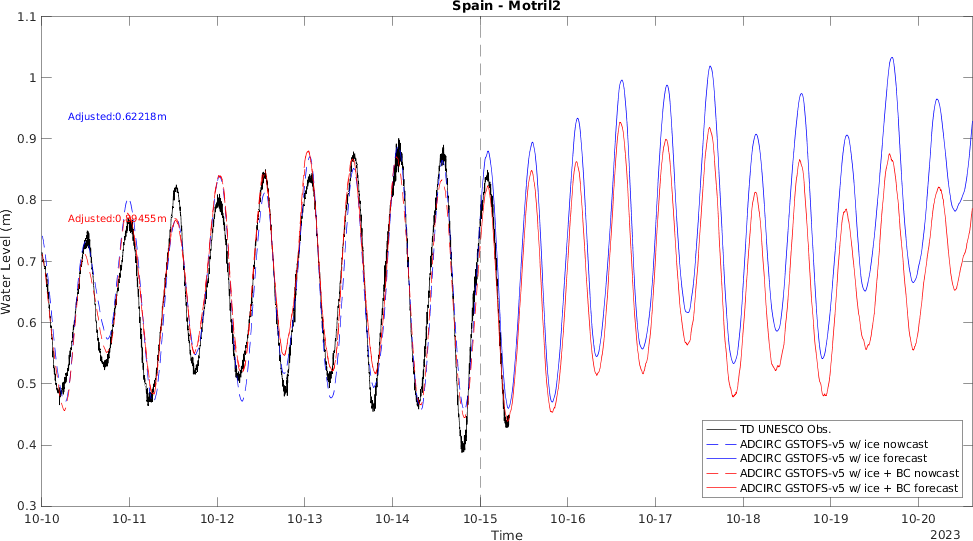 Spain - Motril2
1.1
1
0.9
0.8
0.7
0.6
0.5
0.4
0.3
Water Level (m)
Adjusted:0.62218m
TD UNESCO Obs.
ADCIRC GSTOFS-v5 w/ ice nowcast
ADCIRC GSTOFS-v5 w/ ice forecast
ADCIRC GSTOFS-v5 w/ ice + BC nowcast
ADCIRC GSTOFS-v5 w/ ice + BC forecast
10-10
10-11
10-12
10-13
10-14
10-15
10-16
10-17
10-18
10-19
10-20
Time
2023